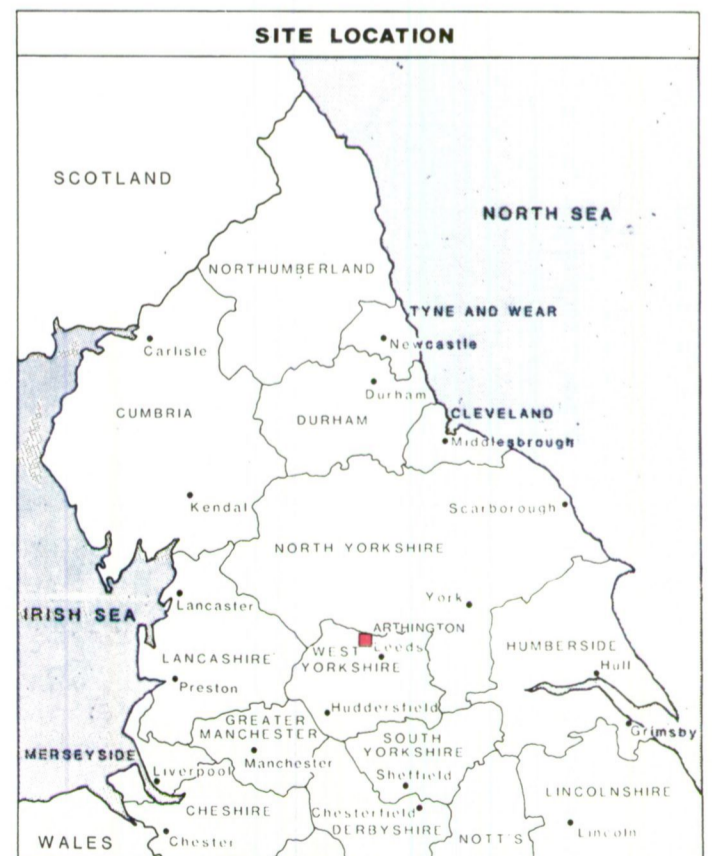 SITE LOCATION
SCOTLAND
NORTH SEA
NORTHUMBERLAND
TYNE AND WEAR
Newcastle
Carlisle
Durham
CUMBRIA
DURHAM
CLEVELAND
Middlesbrough
Kendal
Scarborough
NORTH YORKSHIRE
York
Lancaster
IRISH SEA
ARTHINGTON
WEST
YORKSHIRE
Leeds
HUMBERSIDE
LANCASHIRE
Hull
Preston
Huddersfield
GREATER
MANCHESTER
SOUTH
YORKSHIRE
Grimsby
MERSEYSIDE
Manchester
Liverpool
Sheffield
LINCOLNSHIRE
CHESHIRE
Chesterfield
DERBYSHIRE
NOTT'S
Lincoln
WALES
Chester